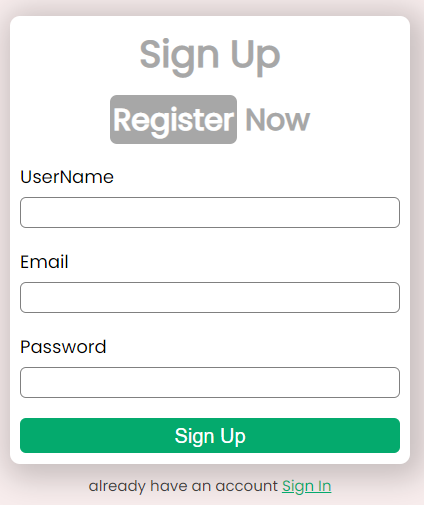 Sign Up
Register Now
UserName
Email
Password
Sign Up
already have an account Sign In